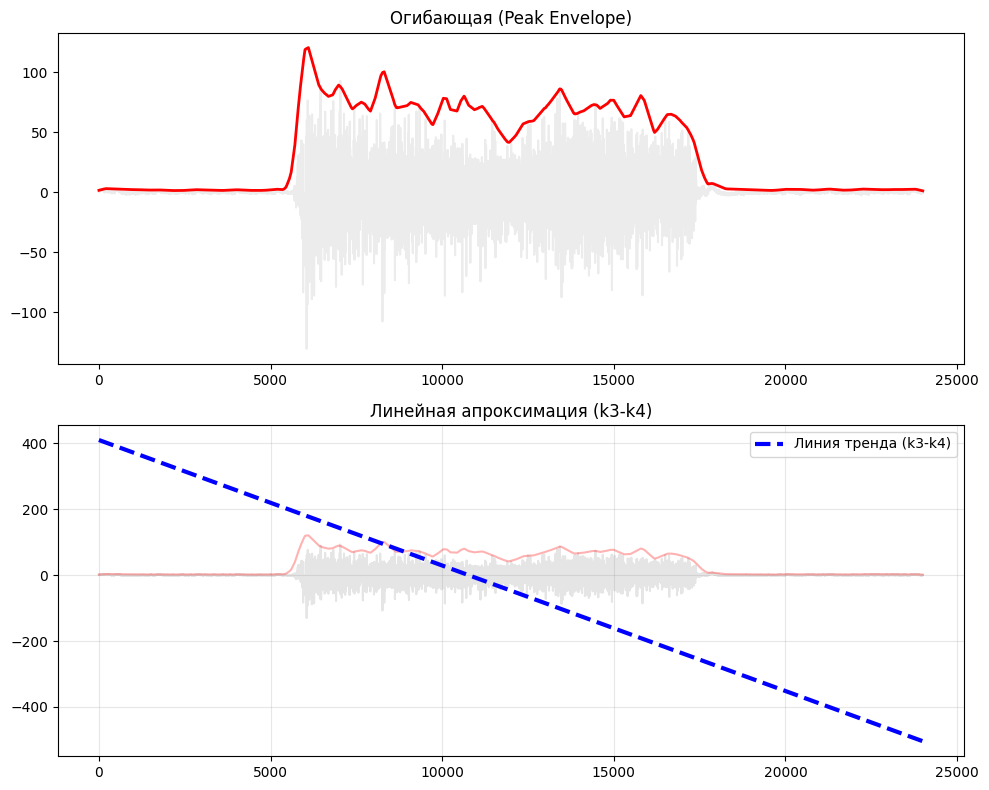 Огибающая (Peak Envelope)
100
50
0
−50
−100
0 5000 10000 15000 20000 25000
Линейная апроксимация (k3-k4)
Линия тренда (k3-k4)
400
200
0
−200
−400
0 5000 10000 15000 20000 25000